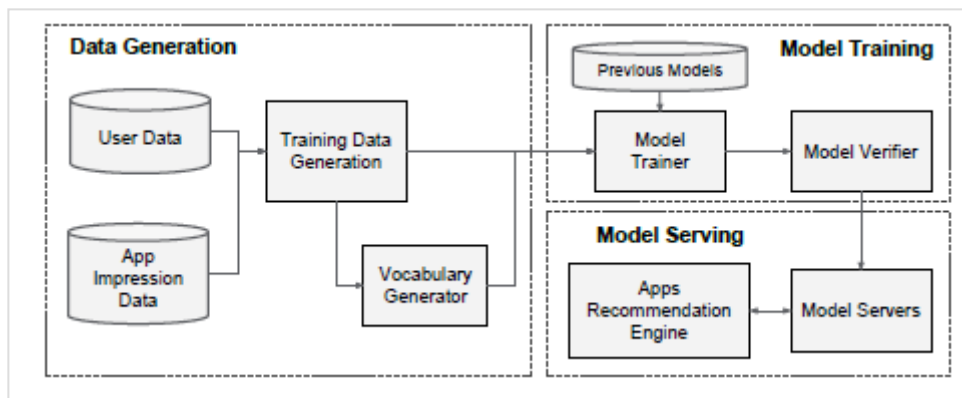 Data Generation
User Data
App
Impression
Data
Training Data
Generation
Vocabulary
Generator
Model Training
Previous Models
Model
Trainer
Model Verifier
Model Serving
Apps
Recommendation
Engine
Model Servers